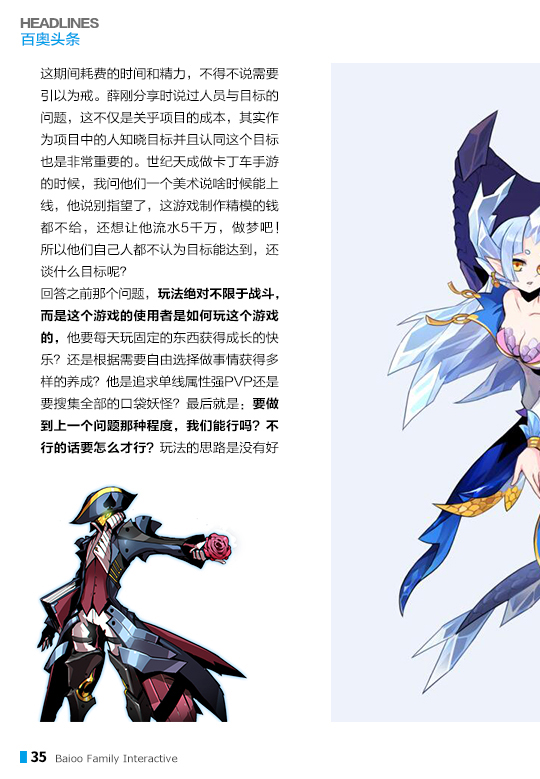 HEADLINES
百奥头条
这期间耗费的时间和精力，不得不说需要
引以为戒。薛刚分享时说过人员与目标的
问题，这不仅是关乎项目的成本，其实作
为项目中的人知晓目标并且认同这个目标
也是非常重要的。世纪天成做卡丁车手游
的时候，我问他们一个美术说啥时候能上
线，他说别指望了，这游戏制作精模的钱
都不给，还想让他流水5千万，做梦吧！
所以他们自己人都不认为目标能达到，还
谈什么目标呢？
回答之前那个问题，玩法绝对不限于战斗，
而是这个游戏的使用者是如何玩这个游戏
的，他要每天玩固定的东西获得成长的快
乐？还是根据需要自由选择做事情获得多
样的养成？他是追求单线属性强PVP还是
要搜集全部的口袋妖怪？最后就是：要做
到上一个问题那种程度，我们能行吗？不
行的话要怎么才行？玩法的思路是没有好
35 Baioo Family Interactive